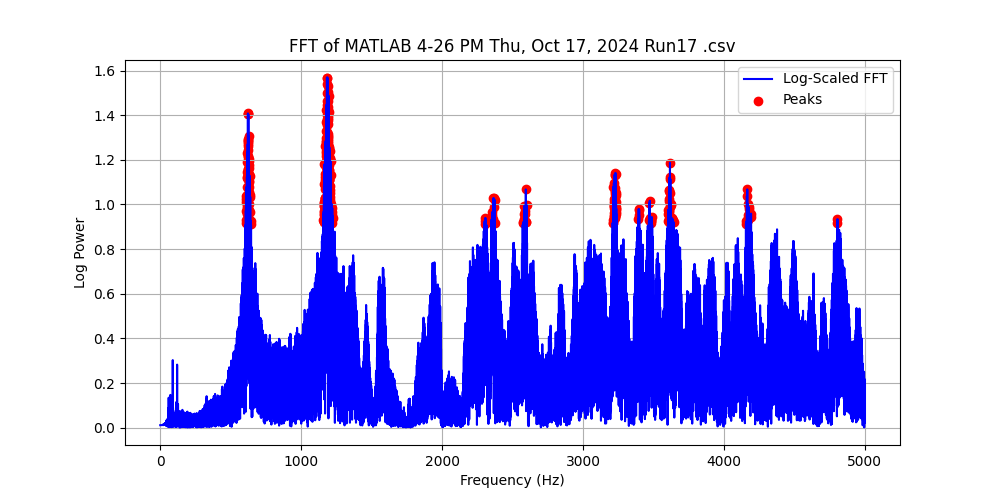 FFT of MATLAB 4-26 PM Thu, Oct 17, 2024 Run17 .csv
Log-Scaled FFT
Peaks
Log Power
1.6
1.4
1.2
1.0
0.8
0.6
0.4
0.2
0.0
0 1000 2000 3000 4000 5000
Frequency (Hz)